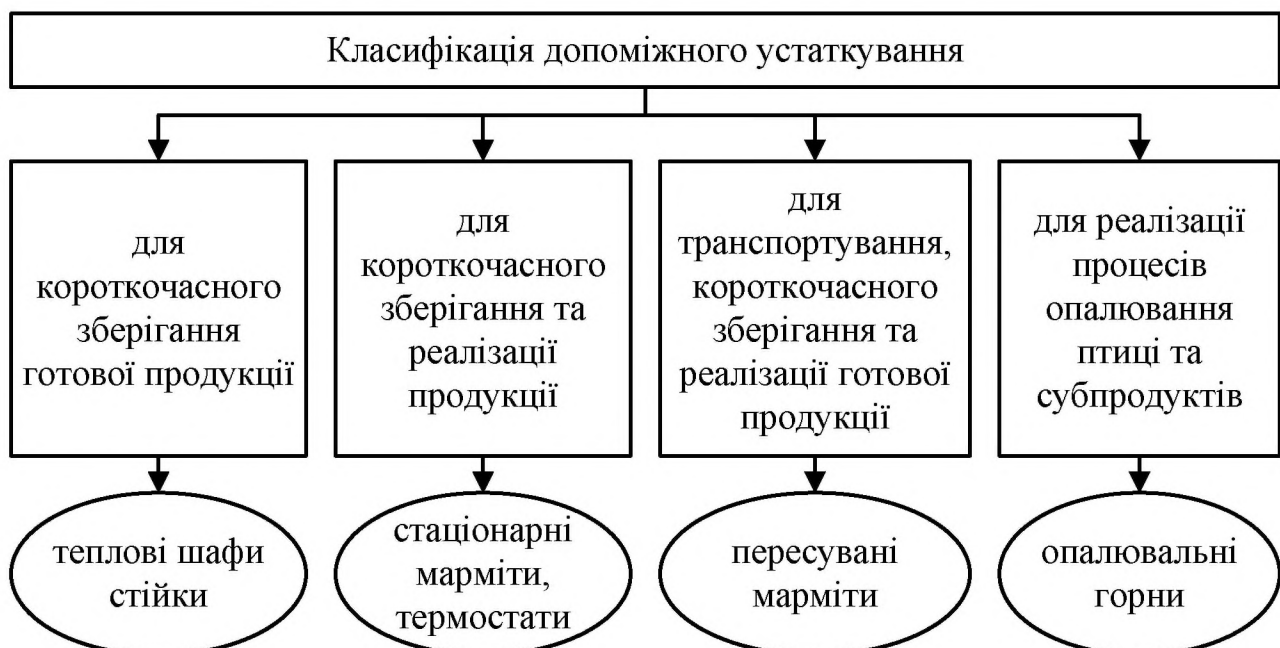 Класифікація допоміжного устаткування
для
короткочасного
зберігання
готової продукції
для
короткочасного
зберігання та
реалізації
продукції
для
транспортування,
короткочасного
зберігання та
реалізації готової
продукції
для реалізації
процесів
опалювання
птиці та
субпродуктів
теплові шафи
стійки
стаціонарні
марміти,
термостати
пересувані
марміти
опалювальні
горни